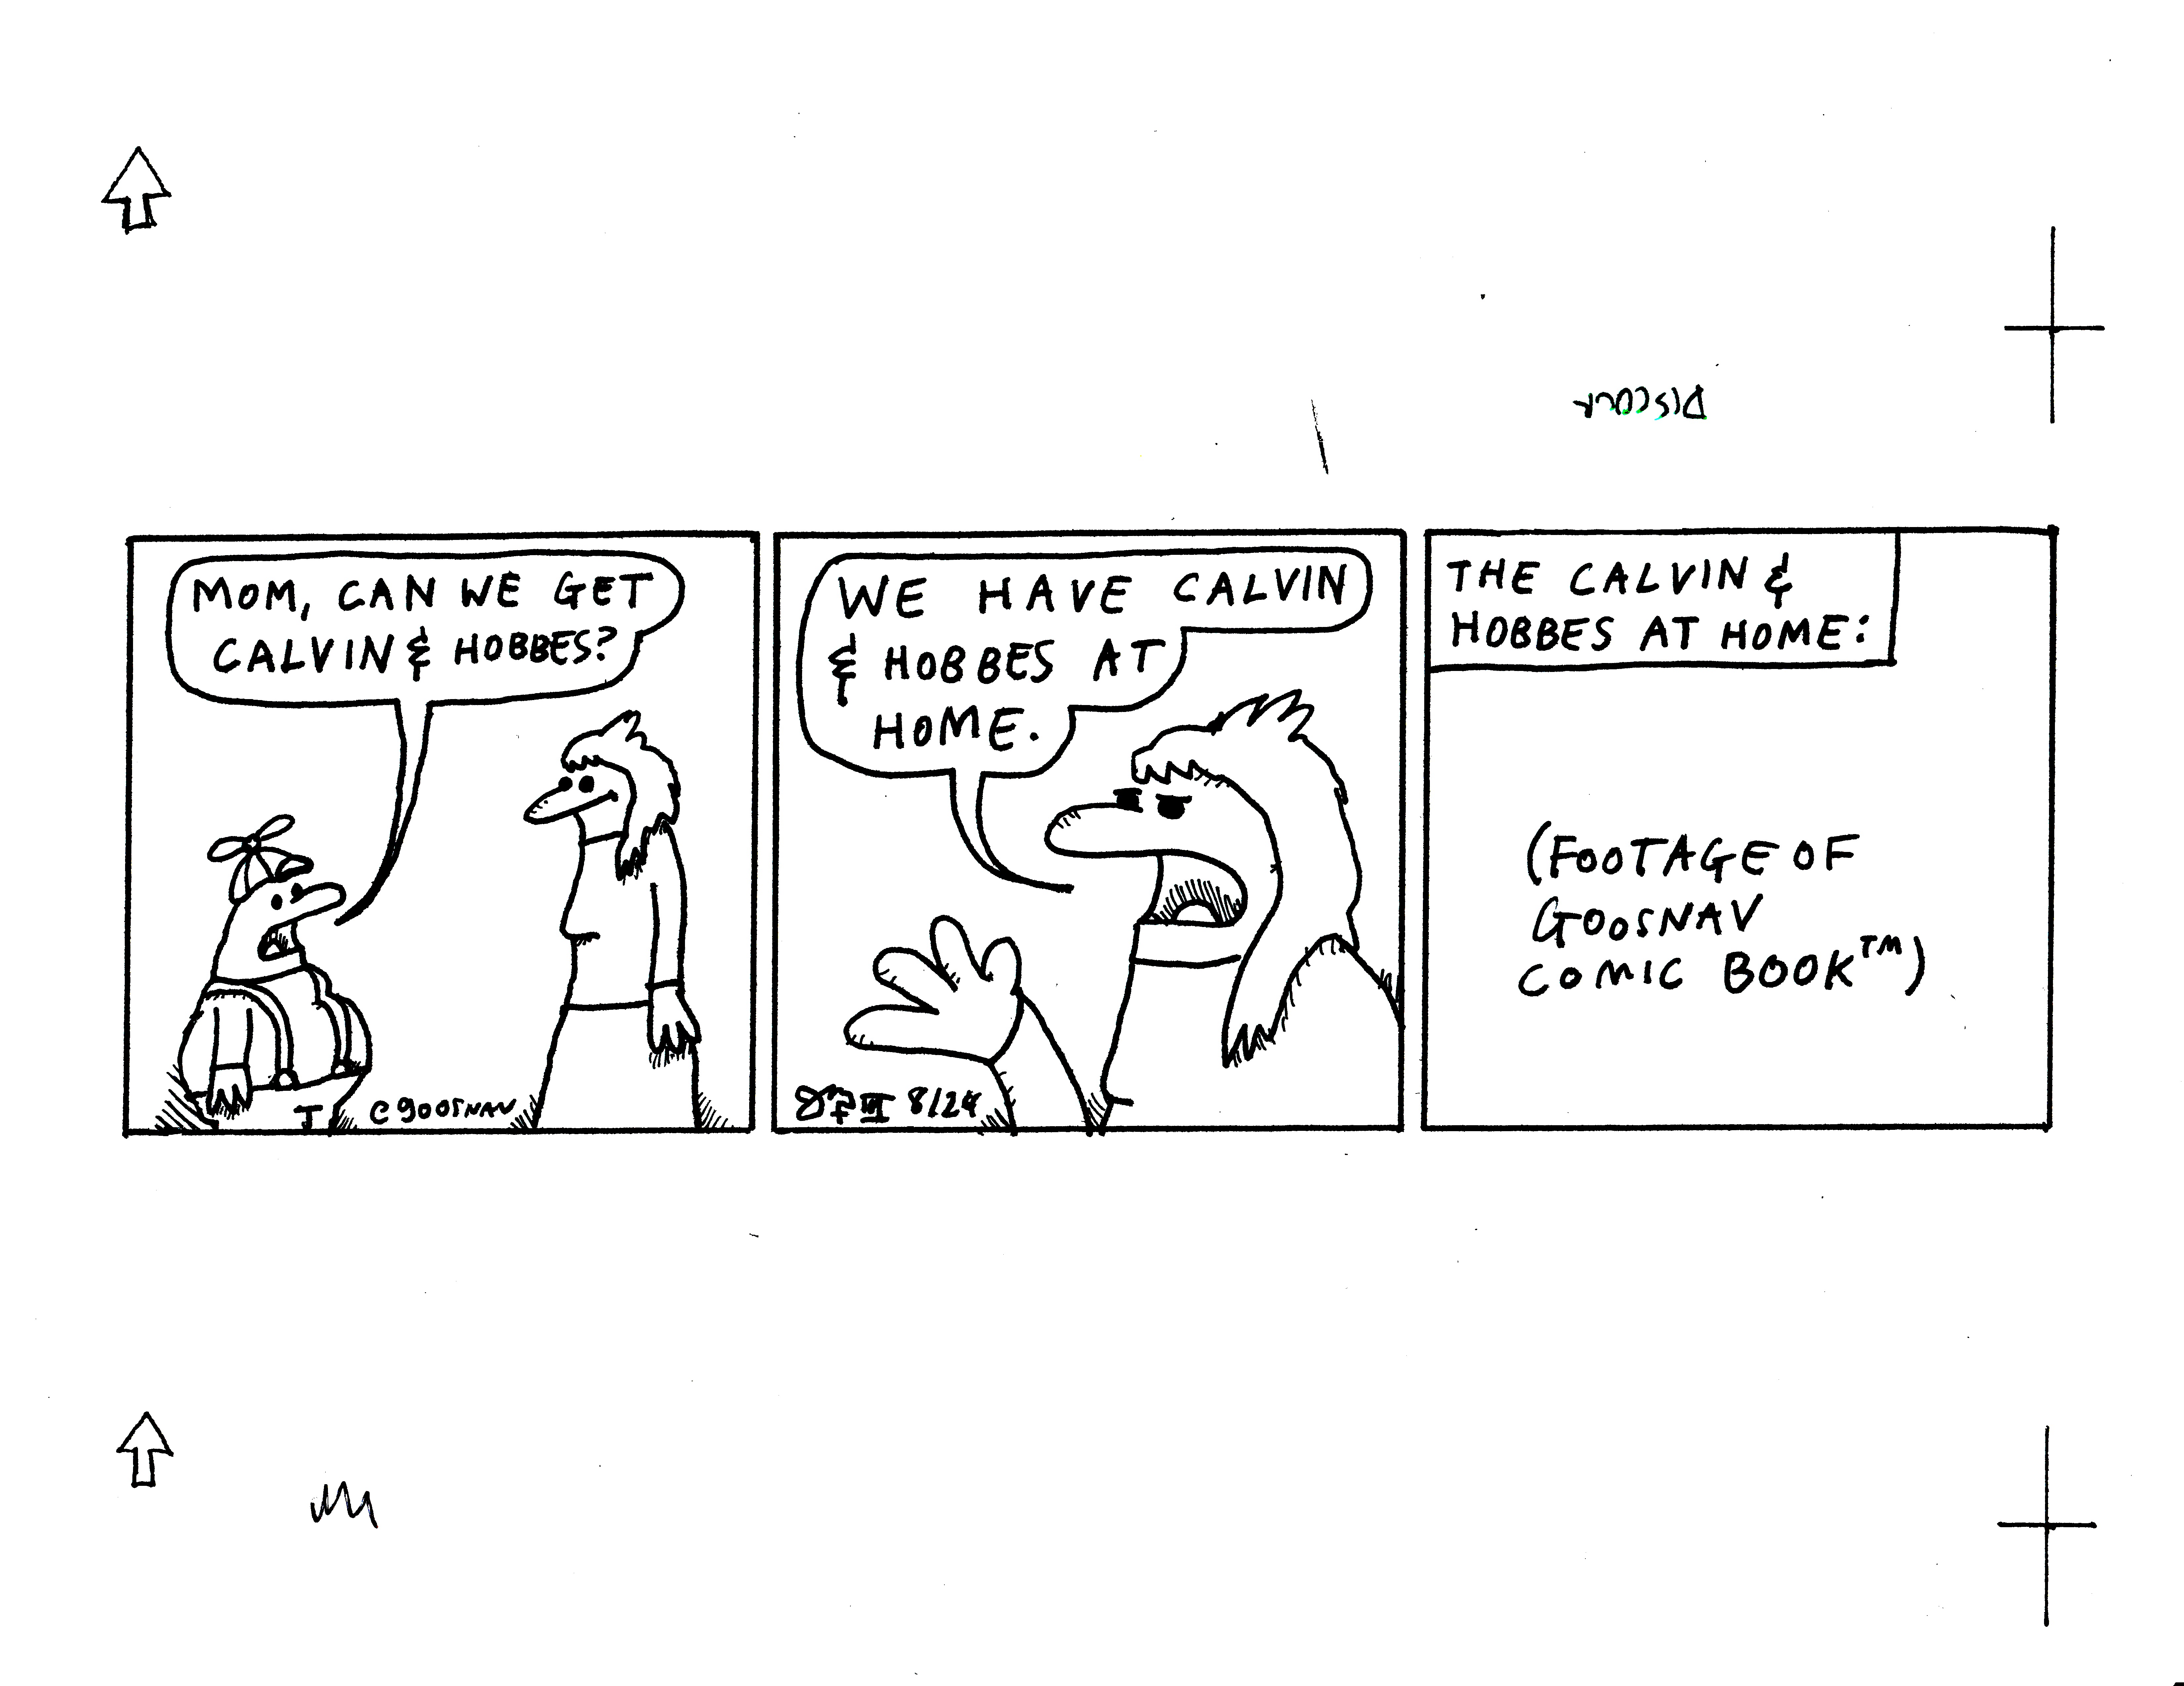 MOM, CAN WE GET
CALVIN & HOBBES?
© GOOSNAV
WE HAVE CALVIN
& HOBBES AT
HOME.
III 8/24
THE CALVIN &
HOBBES AT HOME:
(FOOTAGE OF
GOOSNAV
COMIC BOOK™)